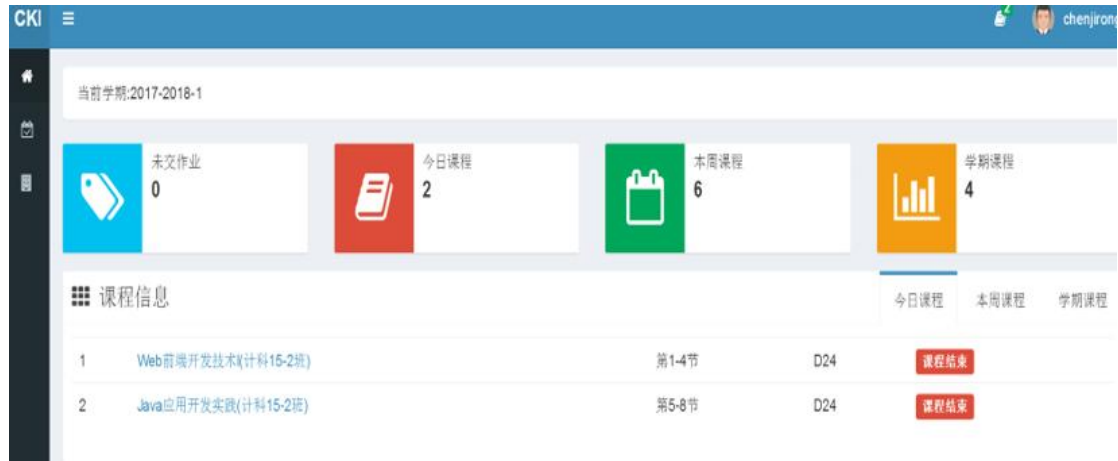 CKI
2
chenjirong
当前学期:2017-2018-1
未交作业
0
今日课程
2
本周课程
6
学期课程
4
课程信息
今日课程 本周课程 学期课程
1 Web前端开发技术(计科15-2班) 第1-4节 D24 课程结束
2 Java应用开发实践(计科15-2班) 第5-8节 D24 课程结束